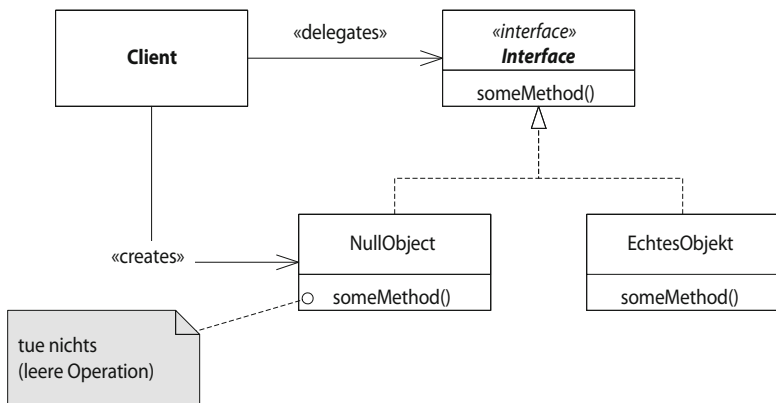 «delegates»
«interface»
Interface
Client
someMethod()
NullObject
EchtesObjekt
«creates»
someMethod()
someMethod()
tue nichts
(leere Operation)